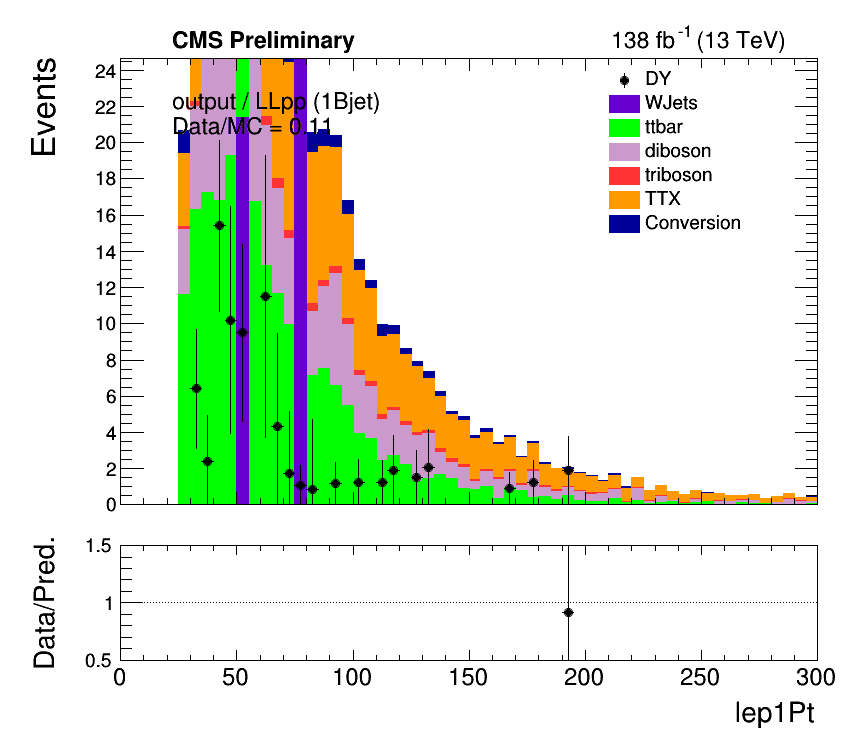 CMS Preliminary
138 fb-1 (13 TeV)
Events
24
22
20
18
16
14
12
10
8
6
4
2
0
output / LLpp (1Bjet)
Data/MC = 0.11
DY
WJets
ttbar
diboson
triboson
TTX
Conversion
Data/Pred.
1.5
1
0.5
0 50 100 150 200 250 300
lep1Pt